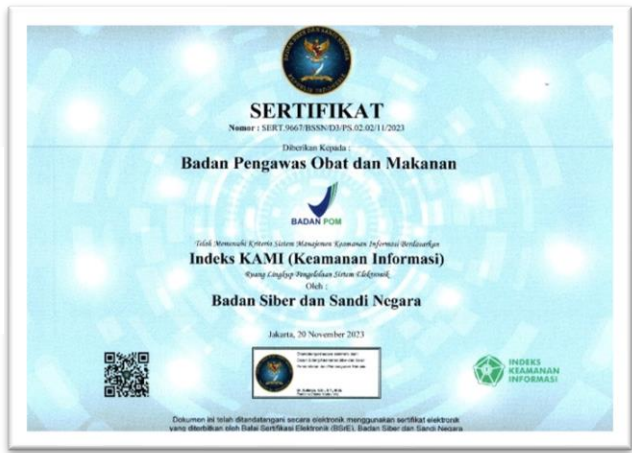 SERTIFIKAT
Nomor : SERT.9667/BSSN/D3/PS.02.02/11/2023
Diberikan Kepada :
Badan Pengawas Obat dan Makanan
BADAN POM
Telah Memenuhi Kriteria Sistem Manajemen Keamanan Informasi Berdasarkan
Indeks KAMI (Keamanan Informasi)
Ruang Lingkup Pengelolaan Sistem Elektronik
Oleh :
Badan Siber dan Sandi Negara
Jakarta, 20 November 2023
INDEKS
KEAMANAN
INFORMASI
Dokumen ini telah ditandatangani secara elektronik menggunakan sertifikat elektronik
yang diterbitkan oleh Balai Sertifikasi Elektronik (BSrE), Badan Siber dan Sandi Negara